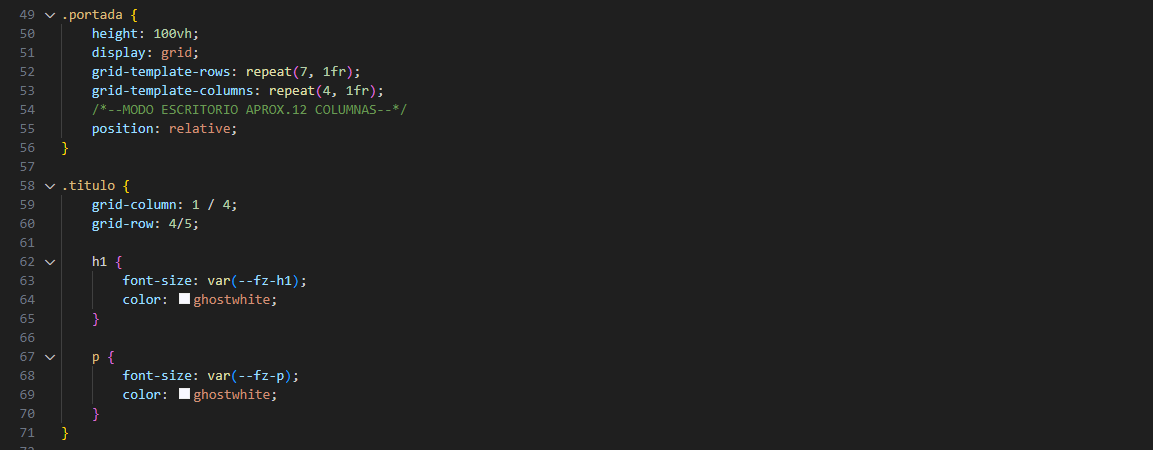 49 .portada {
50 height: 100vh;
51 display: grid;
52 grid-template-rows: repeat(7, 1fr);
53 grid-template-columns: repeat(4, 1fr);
54 /*--MODO ESCRITORIO APROX.12 COLUMNAS--*/
55 position: relative;
56 }
57
58 .titulo {
59 grid-column: 1 / 4;
60 grid-row: 4/5;
61
62 h1 {
63 font-size: var(--fz-h1);
64 color: ghostwhite;
65 }
66
67 p {
68 font-size: var(--fz-p);
69 color: ghostwhite;
70 }
71 }